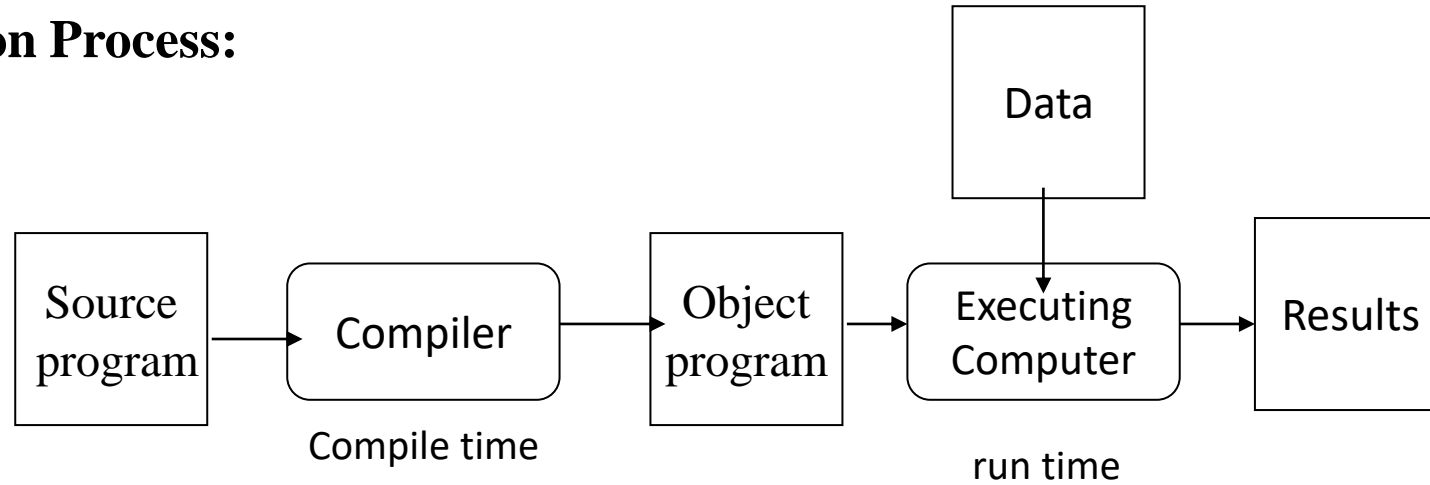 on Process:
Data
Source
program
Compiler
Object
program
Executing
Computer
Results
Compile time
run time